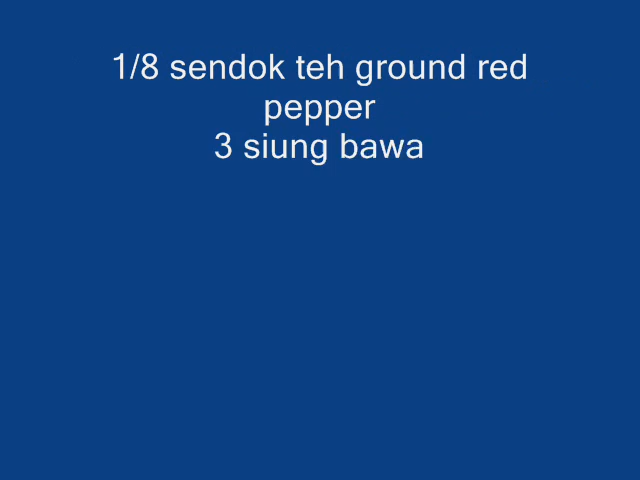 1/8 sendok teh ground red
pepper
3 siung bawa